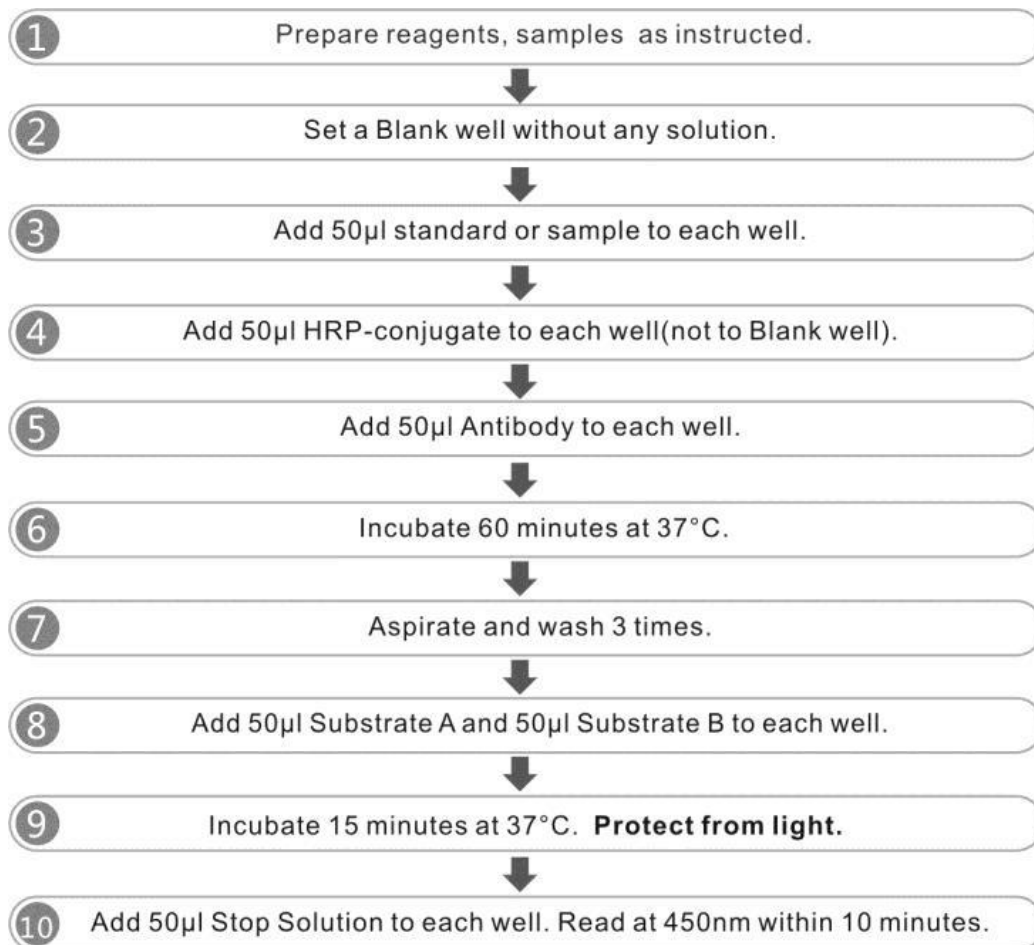 1 Prepare reagents, samples as instructed.
2 Set a Blank well without any solution.
3 Add 50µl standard or sample to each well.
4 Add 50µl HRP-conjugate to each well(not to Blank well).
5 Add 50µl Antibody to each well.
6 Incubate 60 minutes at 37°C.
7 Aspirate and wash 3 times.
8 Add 50µl Substrate A and 50µl Substrate B to each well.
9 Incubate 15 minutes at 37°C. Protect from light.
10 Add 50µl Stop Solution to each well. Read at 450nm within 10 minutes.